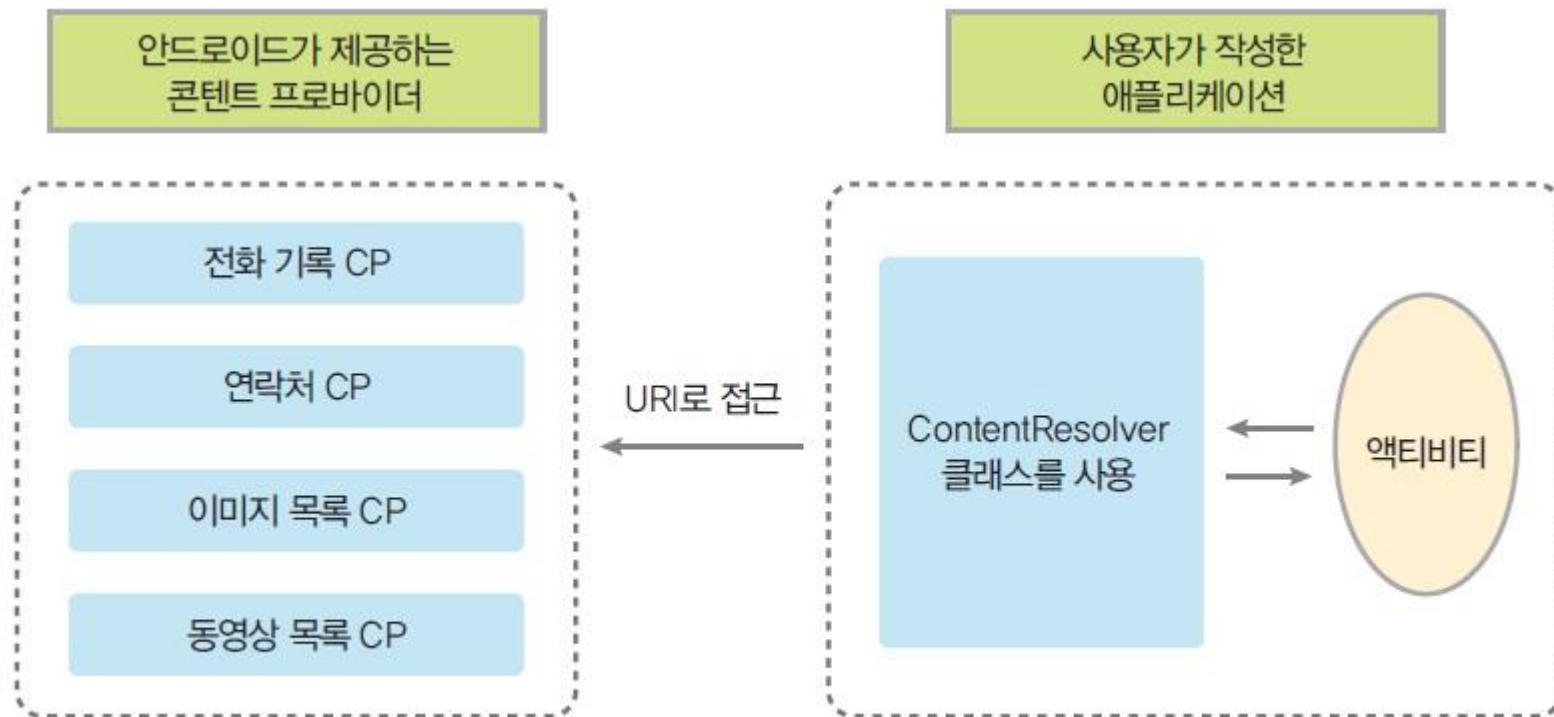 안드로이드가 제공하는
콘텐트 프로바이더
사용자가 작성한
애플리케이션
전화 기록 CP
연락처 CP
이미지 목록 CP
동영상 목록 CP
URI로 접근
ContentResolver
클래스를 사용
액티비티